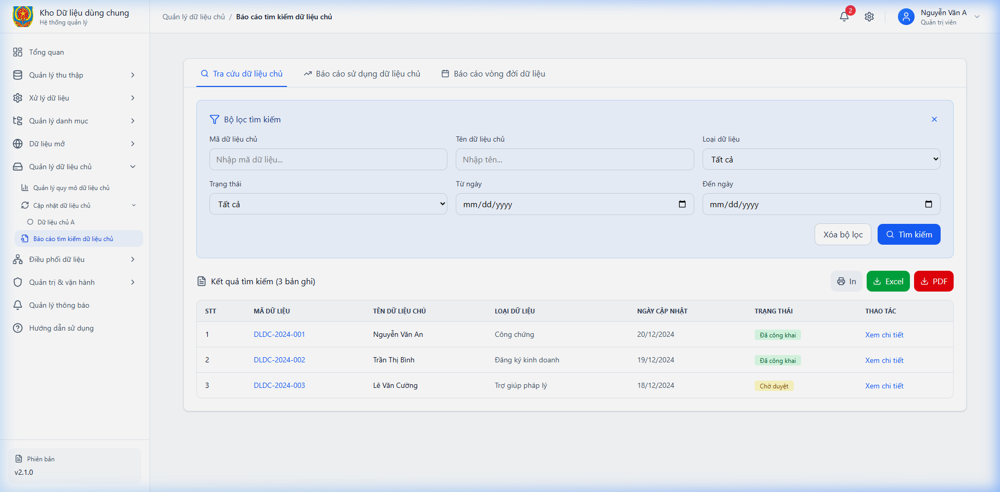 Kho Dữ liệu dùng chung
Hệ thống quản lý
Quản lý dữ liệu chủ / Báo cáo tìm kiếm dữ liệu chủ
2
Nguyễn Văn A
Quản trị viên
Tổng quan
Quản lý thu thập
Xử lý dữ liệu
Quản lý danh mục
Dữ liệu mở
Quản lý dữ liệu chủ
Quản lý quy mô dữ liệu chủ
Cập nhật dữ liệu chủ
Dữ liệu chủ A
Báo cáo tìm kiếm dữ liệu chủ
Điều phối dữ liệu
Quản trị & vận hành
Quản lý thông báo
Hướng dẫn sử dụng
Phiên bản
v2.1.0
Tra cứu dữ liệu chủ Báo cáo sử dụng dữ liệu chủ Báo cáo vòng đời dữ liệu
Bộ lọc tìm kiếm
Mã dữ liệu chủ Tên dữ liệu chủ Loại dữ liệu
Nhập mã dữ liệu... Nhập tên... Tất cả
Trạng thái Từ ngày Đến ngày
Tất cả mm/dd/yyyy mm/dd/yyyy
Xóa bộ lọc Tìm kiếm
Kết quả tìm kiếm (3 bản ghi) In Excel PDF
STT MÃ DỮ LIỆU TÊN DỮ LIỆU CHỦ LOẠI DỮ LIỆU NGÀY CẬP NHẬT TRẠNG THÁI THAO TÁC
1 DLDC-2024-001 Nguyễn Văn An Công chứng 20/12/2024 Đã công khai Xem chi tiết
2 DLDC-2024-002 Trần Thị Bình Đăng ký kinh doanh 19/12/2024 Đã công khai Xem chi tiết
3 DLDC-2024-003 Lê Văn Cường Trợ giúp pháp lý 18/12/2024 Chờ duyệt Xem chi tiết